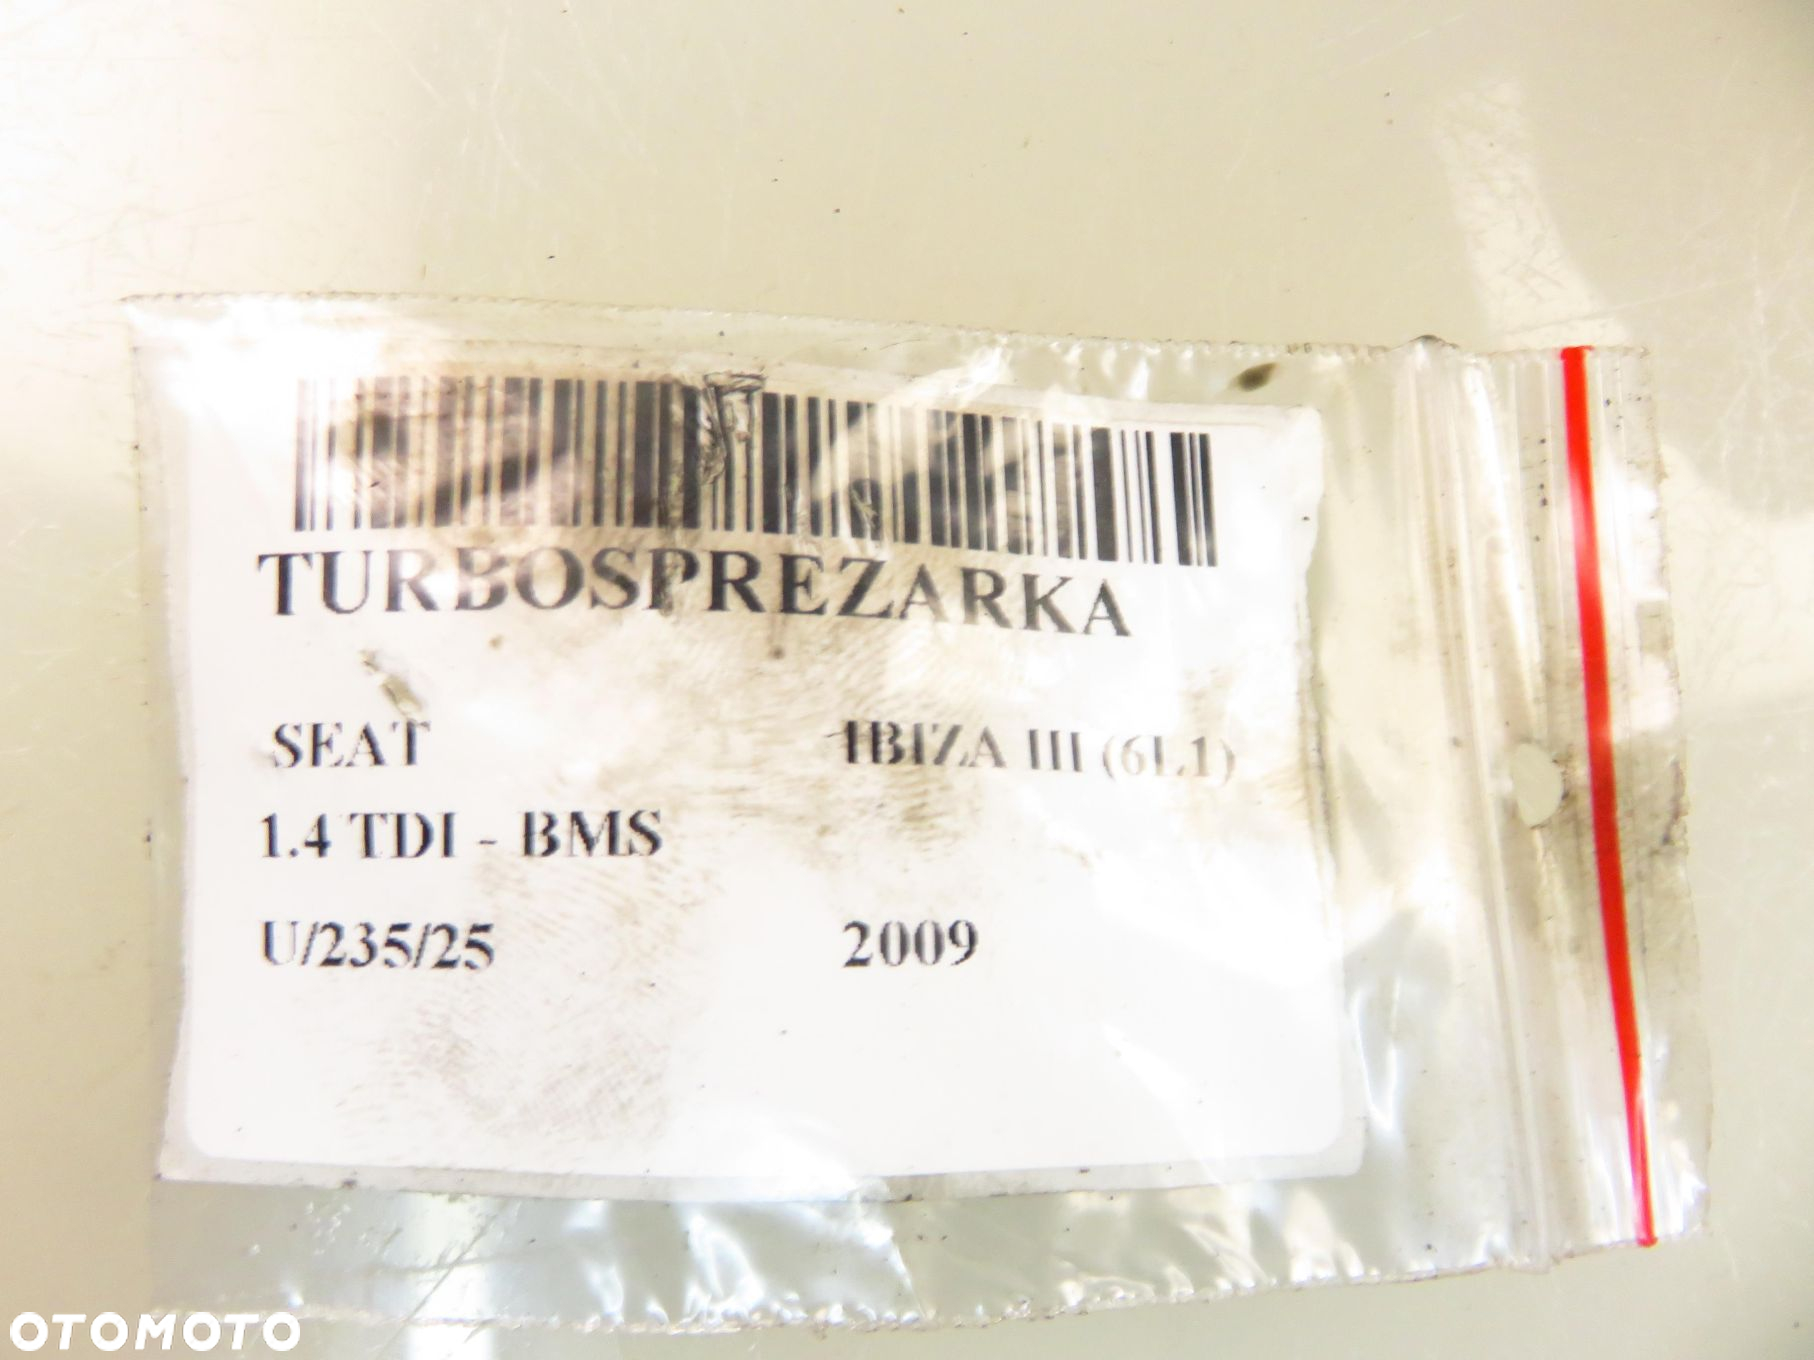 TURBOSPREZARKA
SEAT IBIZA III (6L1)
1.4 TDI - BMS
U/235/25 2009
OTOMOTO